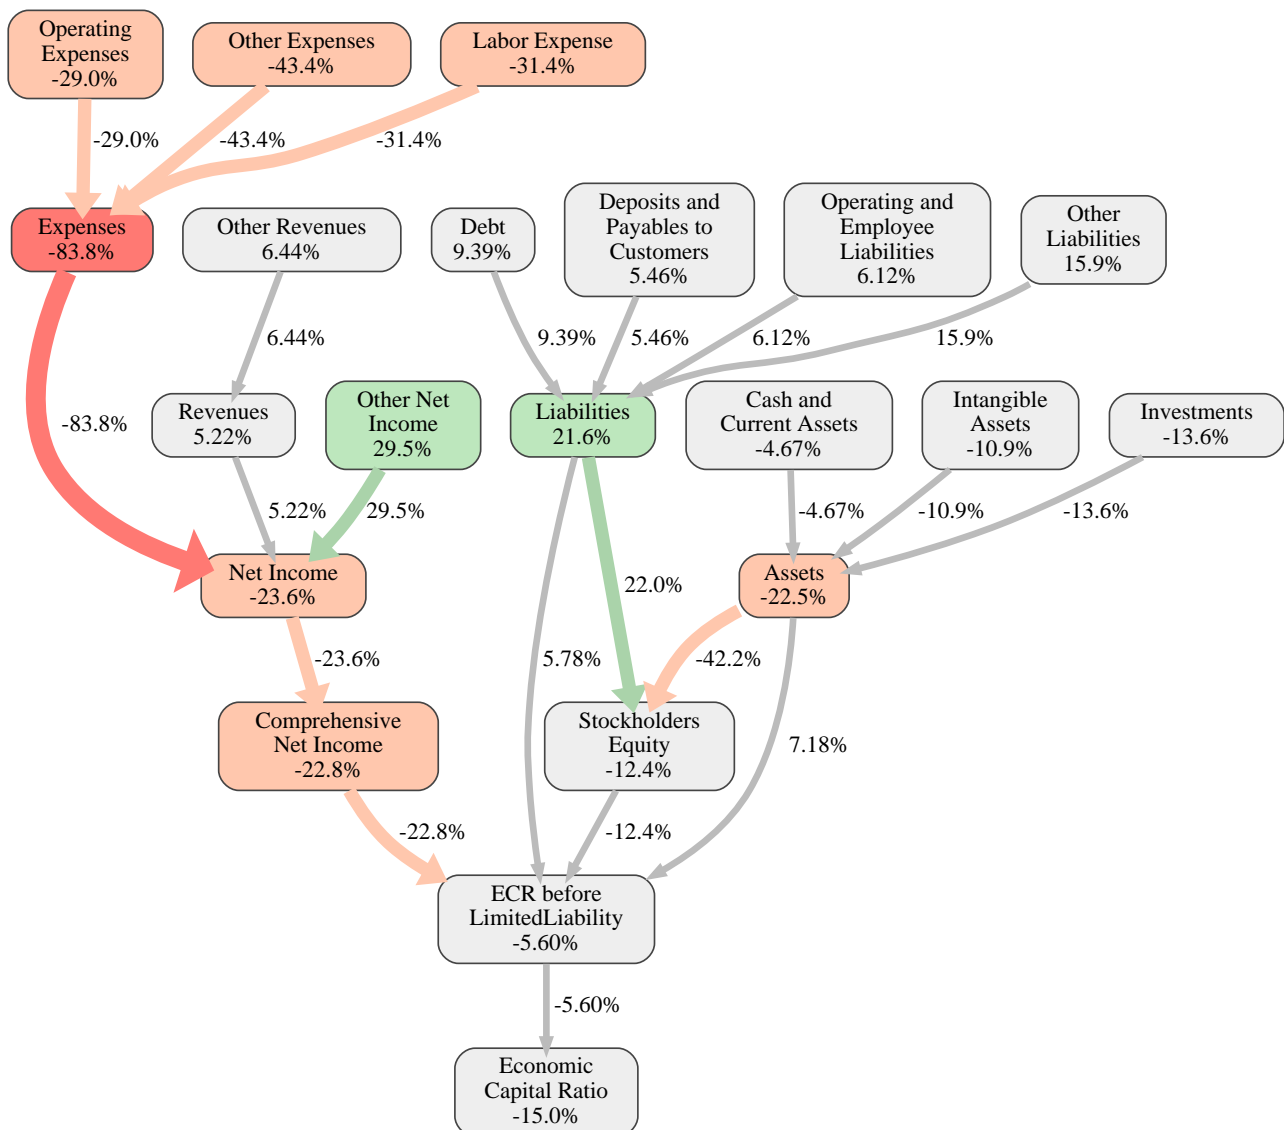 Operating
Expenses
-29.0%
Other Expenses
-43.4%
Labor Expense
-31.4%
-29.0%
-43.4%
-31.4%
Expenses
-83.8%
Other Revenues
6.44%
Debt
9.39%
Deposits and
Payables to
Customers
5.46%
Operating and
Employee
Liabilities
6.12%
Other
Liabilities
15.9%
6.44%
9.39%
5.46%
6.12%
15.9%
-83.8%
Revenues
5.22%
Other Net
Income
29.5%
Liabilities
21.6%
Cash and
Current Assets
-4.67%
Intangible
Assets
-10.9%
Investments
-13.6%
5.22%
29.5%
-4.67%
-10.9%
-13.6%
Net Income
-23.6%
22.0%
Assets
-22.5%
-23.6%
5.78%
-42.2%
Comprehensive
Net Income
-22.8%
Stockholders
Equity
-12.4%
7.18%
-22.8%
-12.4%
ECR before
LimitedLiability
-5.60%
-5.60%
Economic
Capital Ratio
-15.0%